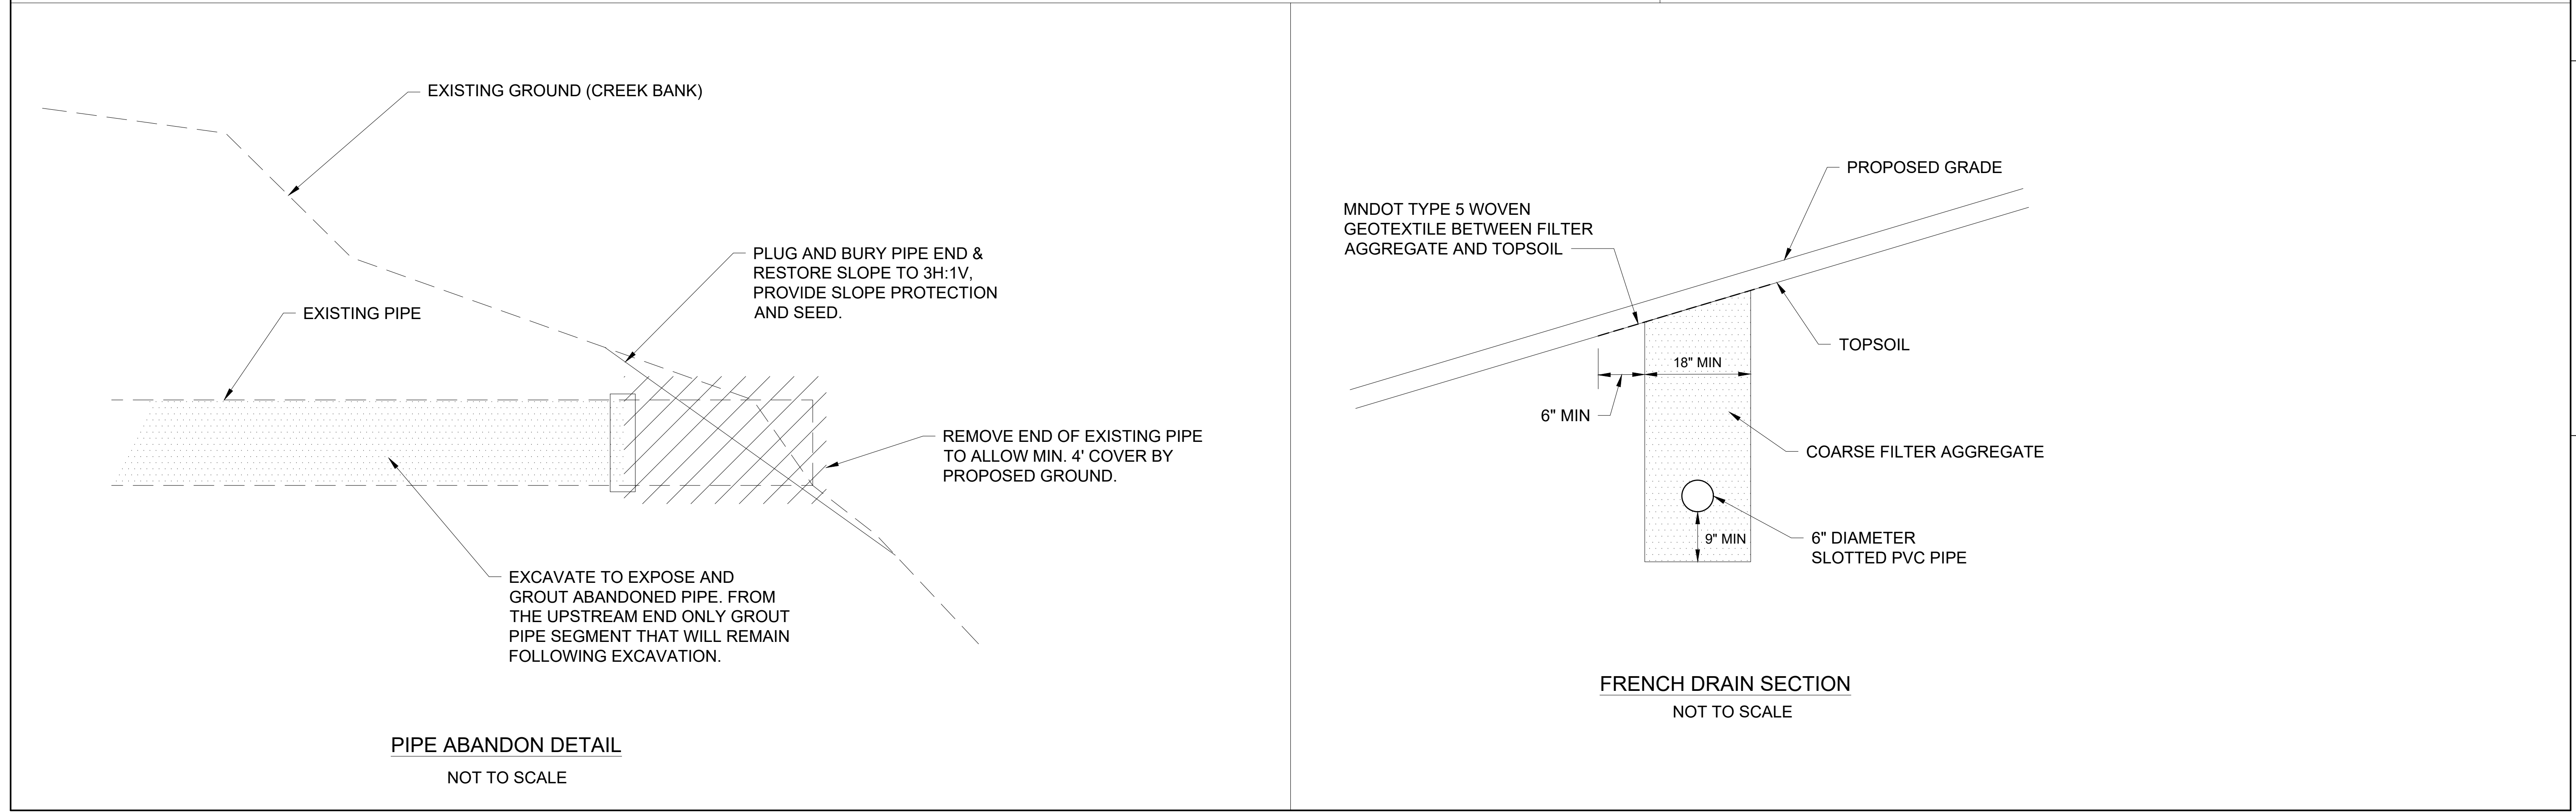 EXISTING GROUND (CREEK BANK)
PLUG AND BURY PIPE END &
RESTORE SLOPE TO 3H:1V,
PROVIDE SLOPE PROTECTION
AND SEED.
EXISTING PIPE
REMOVE END OF EXISTING PIPE
TO ALLOW MIN. 4' COVER BY
PROPOSED GROUND.
EXCAVATE TO EXPOSE AND
GROUT ABANDONED PIPE. FROM
THE UPSTREAM END ONLY GROUT
PIPE SEGMENT THAT WILL REMAIN
FOLLOWING EXCAVATION.
PIPE ABANDON DETAIL
NOT TO SCALE
PROPOSED GRADE
MNDOT TYPE 5 WOVEN
GEOTEXTILE BETWEEN FILTER
AGGREGATE AND TOPSOIL
TOPSOIL
18" MIN
6" MIN
COARSE FILTER AGGREGATE
9" MIN
6" DIAMETER
SLOTTED PVC PIPE
FRENCH DRAIN SECTION
NOT TO SCALE